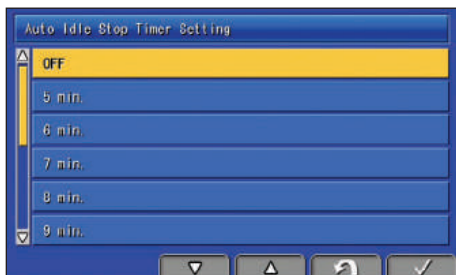 Auto Idle Stop Timer Setting
OFF
5 min.
6 min.
7 min.
8 min.
9 min.